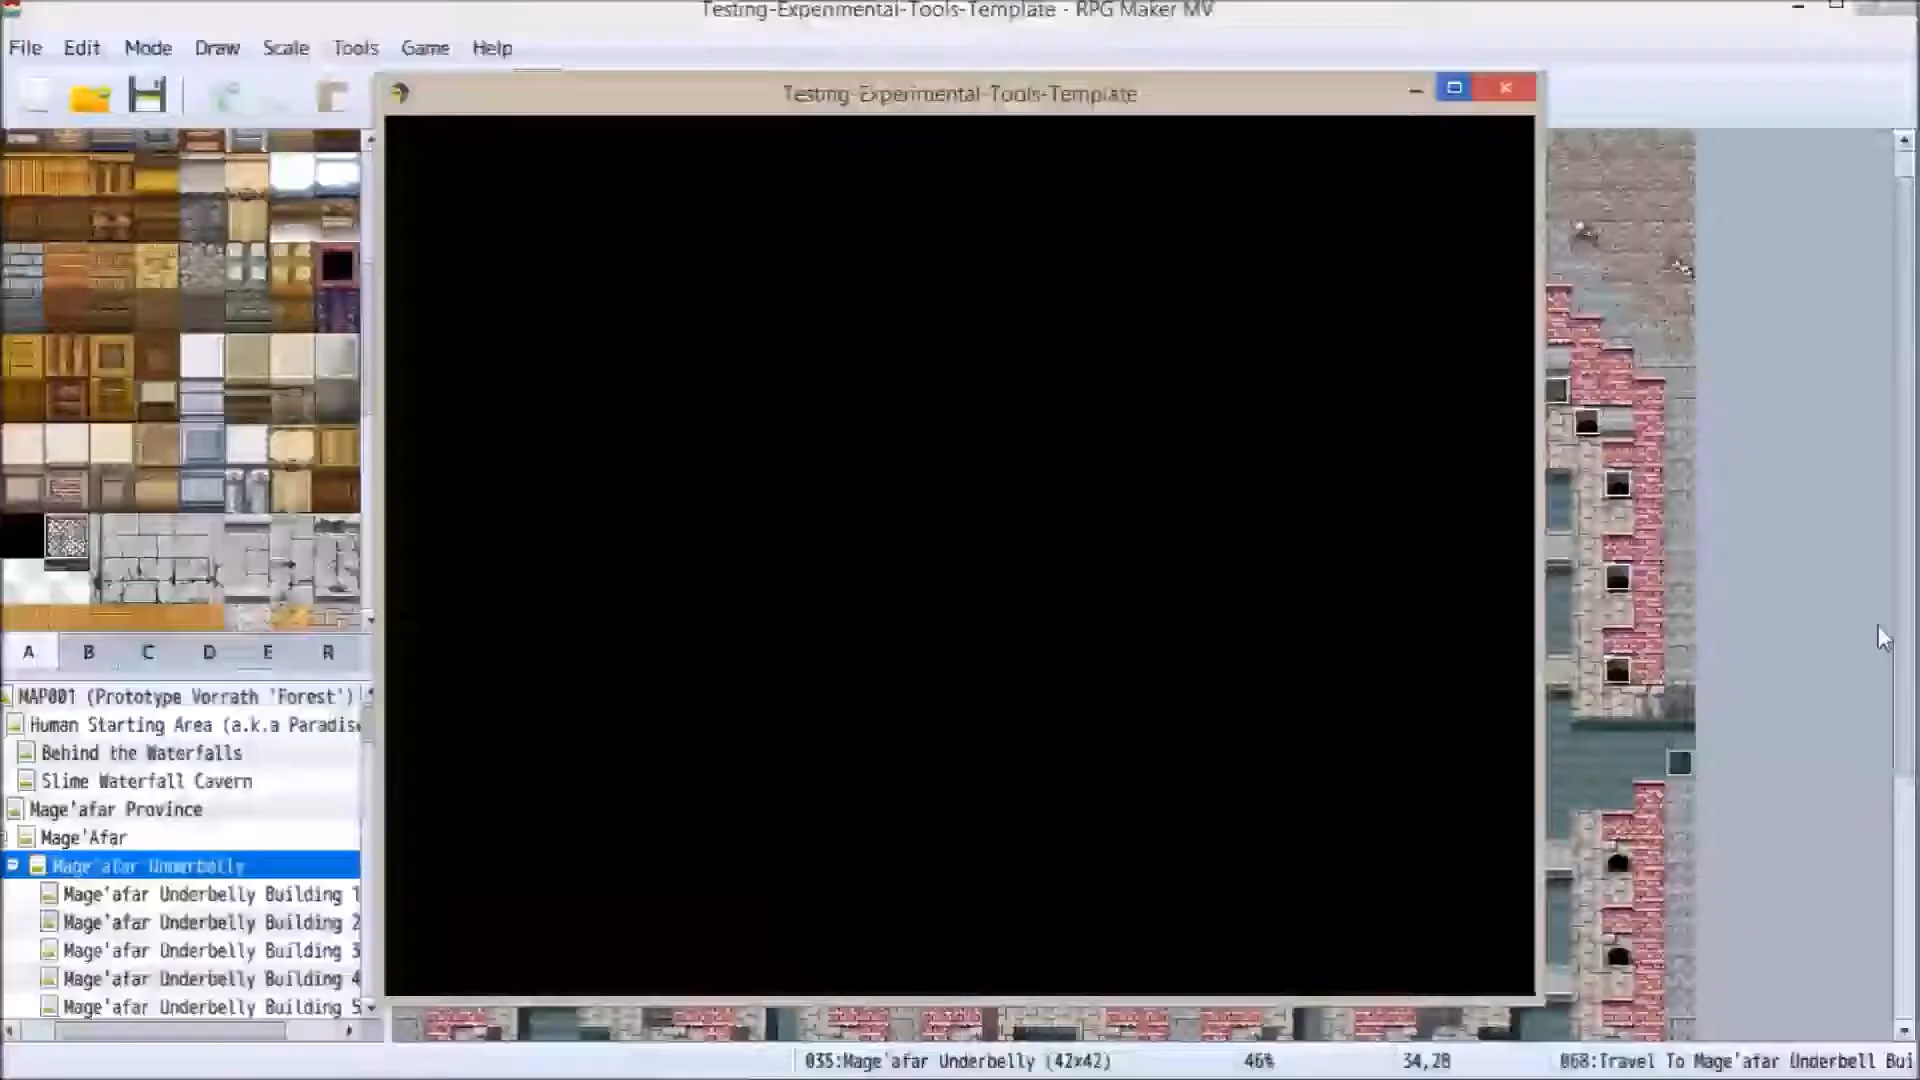 Testing-Experimental-Tools-Template - RPG Maker MV
File Edit Mode Draw Scale Tools Game Help
Testing-Experimental-Tools-Template
A B C D E R
MAP001 (Prototype Vorrath 'Forest')
Human Starting Area (a.k.a Paradis
Behind the Waterfalls
Slime Waterfall Cavern
Mage'afar Province
Mage'Afar
Mage'afar Underbelly
Mage'afar Underbelly Building 1
Mage'afar Underbelly Building 2
Mage'afar Underbelly Building 3
Mage'afar Underbelly Building 4
Mage'afar Underbelly Building 5
035:Mage'afar Underbelly (42x42) 46% 34,28 068:Travel To Mage'afar Underbell Bui